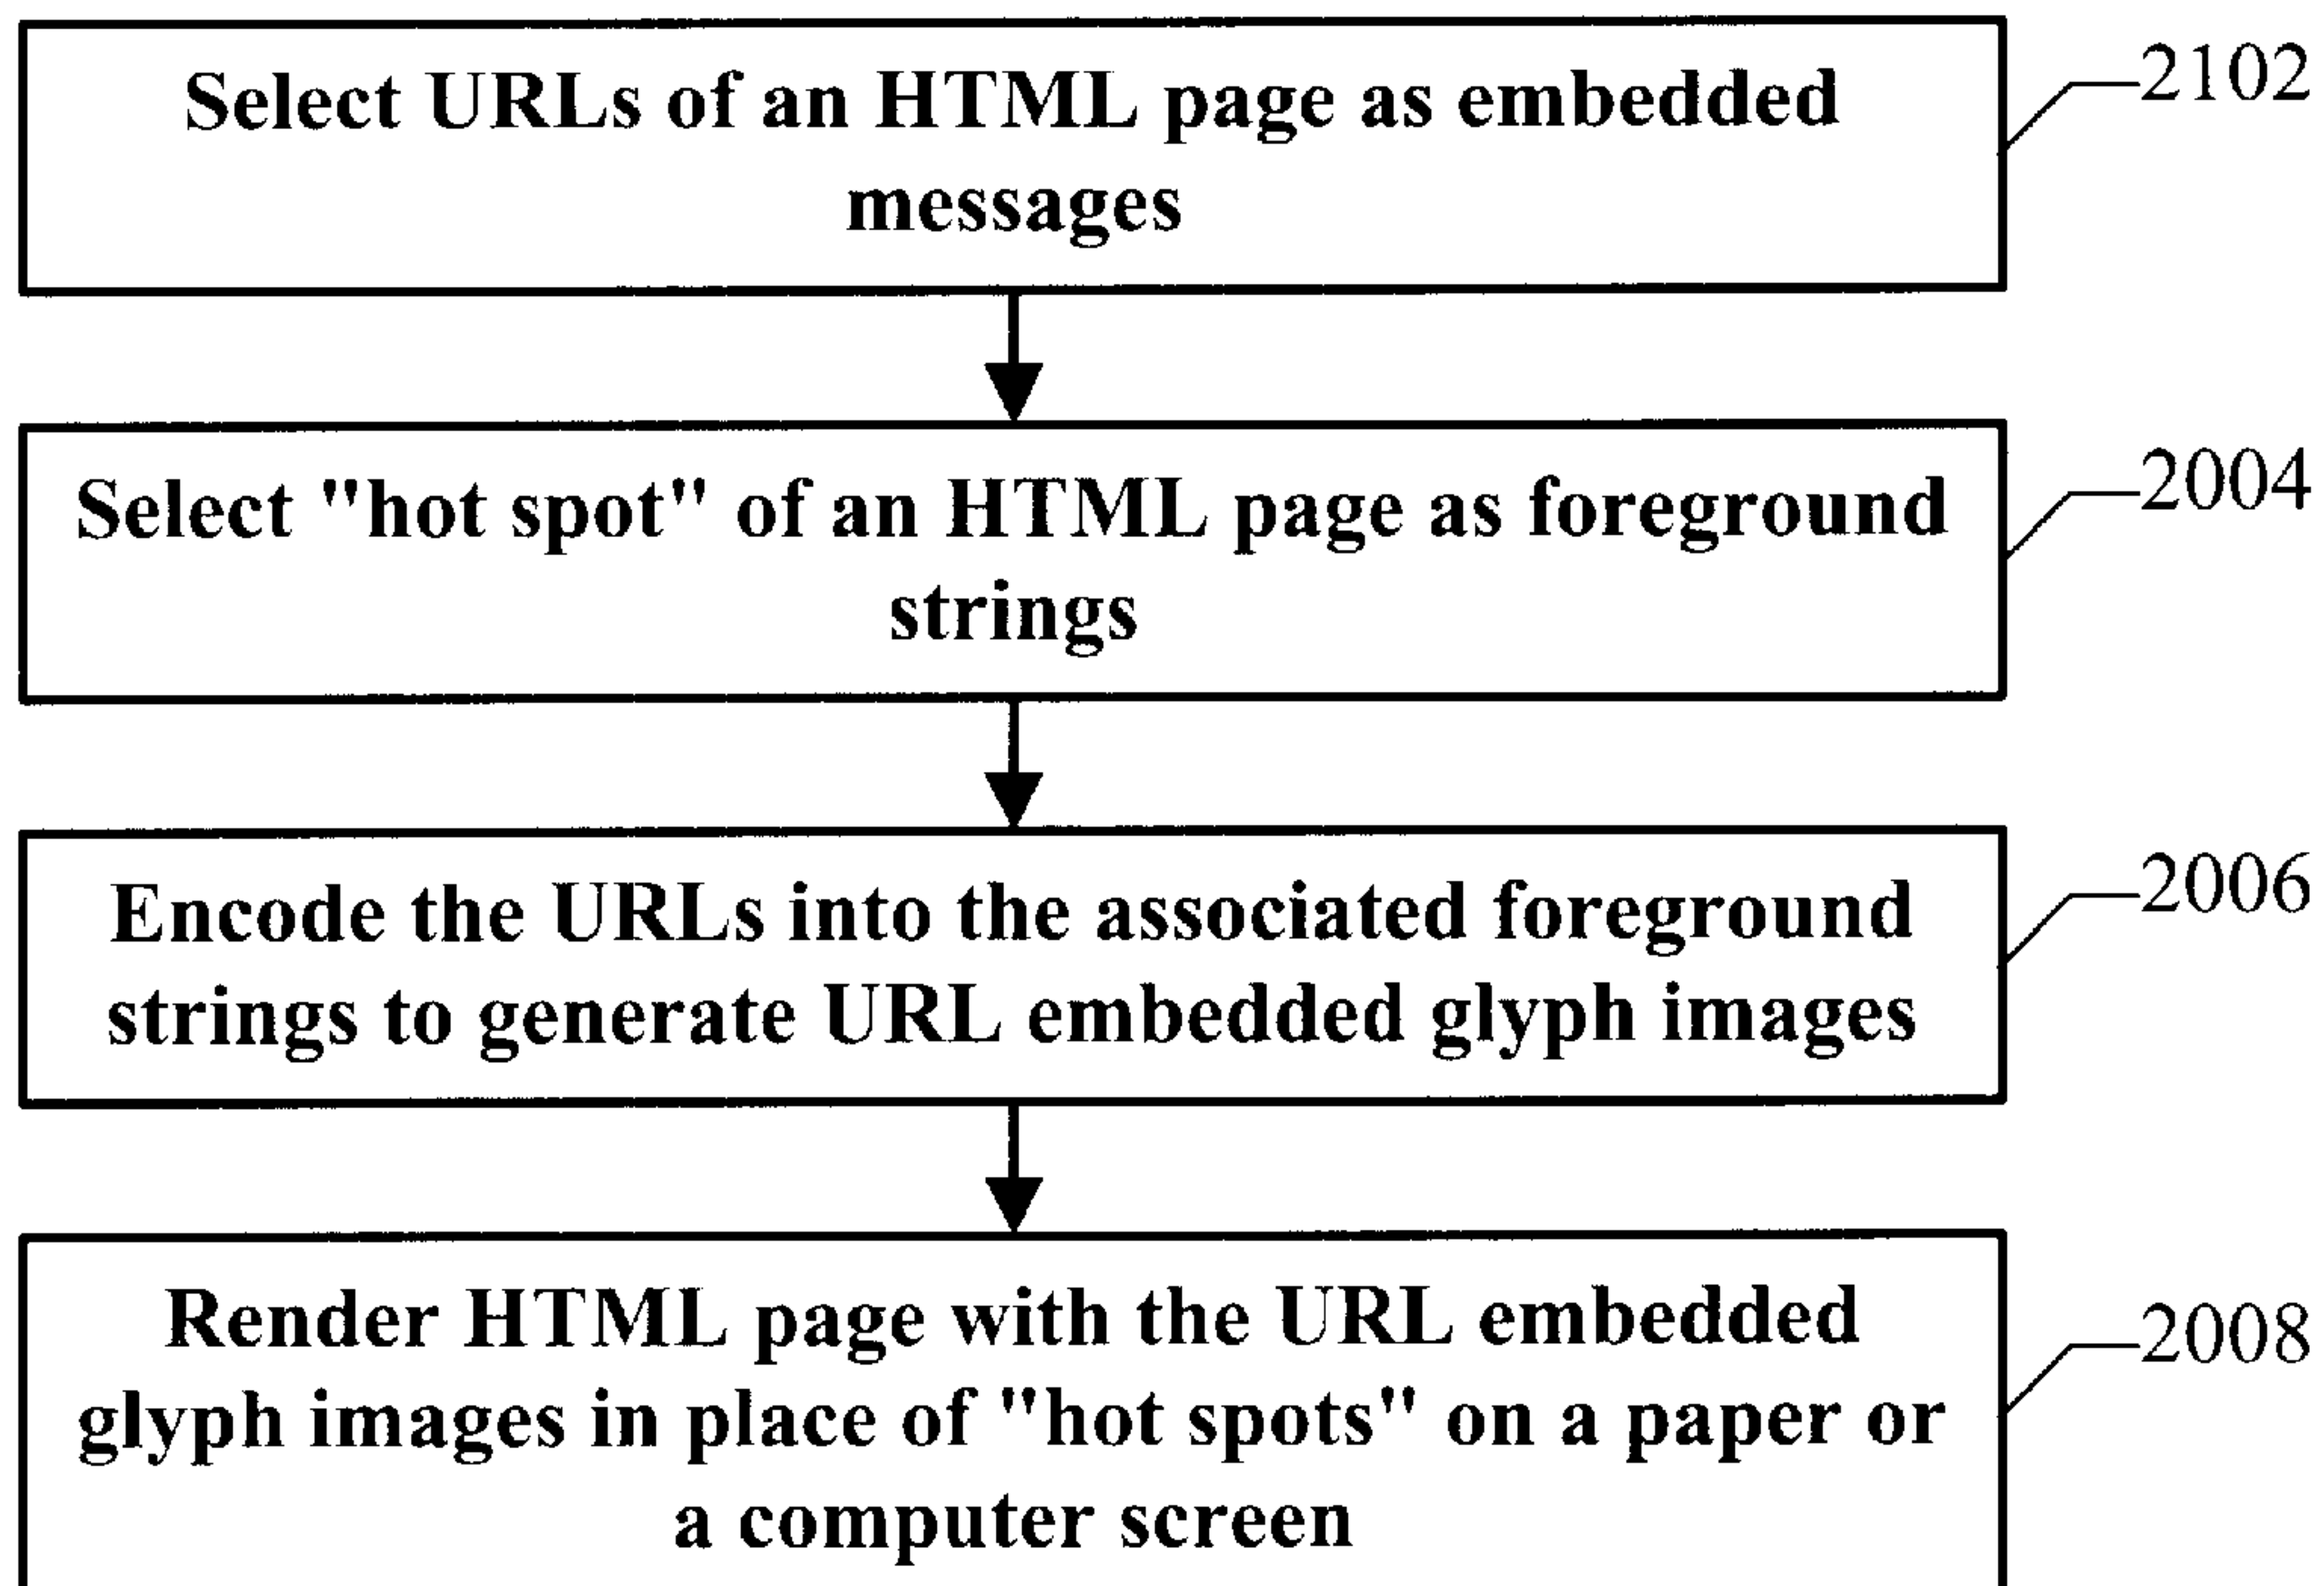 Select URLs of an HTML page as embedded
messages
2102
Select "hot spot" of an HTML page as foreground
strings
2004
Encode the URLs into the associated foreground
strings to generate URL embedded glyph images
2006
Render HTML page with the URL embedded
glyph images in place of "hot spots" on a paper or
a computer screen
2008